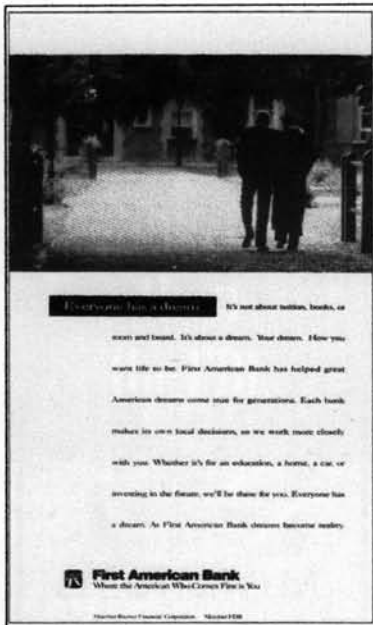 Everyone has a dream. It's not about tuition, books, or
room and board. It's about a dream. Your dream. How you
want life to be. First American Bank has helped great
American dreams come true for generations. Each bank
makes its own local decisions, so we work more closely
with you. Whether it's for an education, a home, a car, or
investing in the future, we'll be there for you. Everyone has
a dream. At First American Bank dreams become reality.
First American Bank
Where the American Who Comes First is You
Financial Corporation Member FDIC